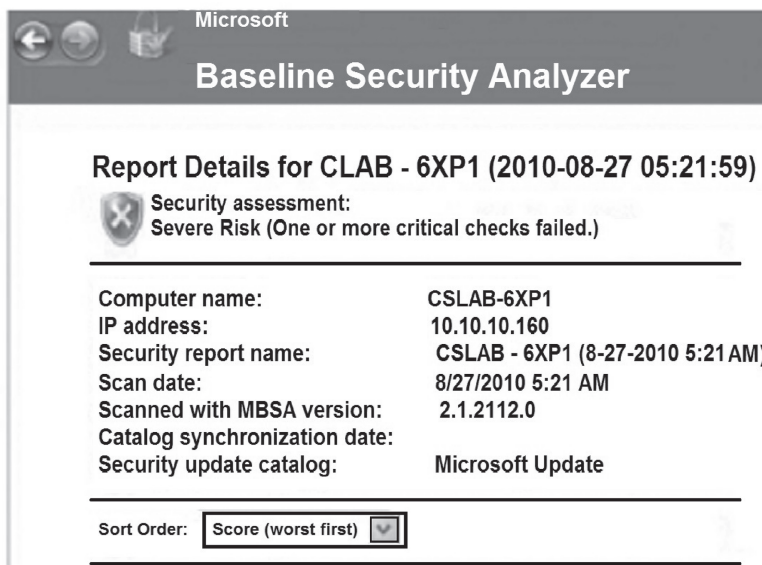 Microsoft
Baseline Security Analyzer
Report Details for CLAB - 6XP1 (2010-08-27 05:21:59)
Security assessment:
Severe Risk (One or more critical checks failed.)
Computer name: CSLAB-6XP1
IP address: 10.10.10.160
Security report name: CSLAB - 6XP1 (8-27-2010 5:21 AM)
Scan date: 8/27/2010 5:21 AM
Scanned with MBSA version: 2.1.2112.0
Catalog synchronization date:
Security update catalog: Microsoft Update
Sort Order: Score (worst first)